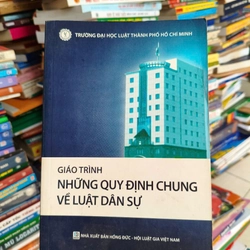 TRƯỜNG ĐẠI HỌC LUẬT THÀNH PHỐ HỒ CHÍ MINH
GIÁO TRÌNH
NHỮNG QUY ĐỊNH CHUNG
VỀ LUẬT DÂN SỰ
NHÀ XUẤT BẢN HỒNG ĐỨC - HỘI LUẬT GIA VIỆT NAM